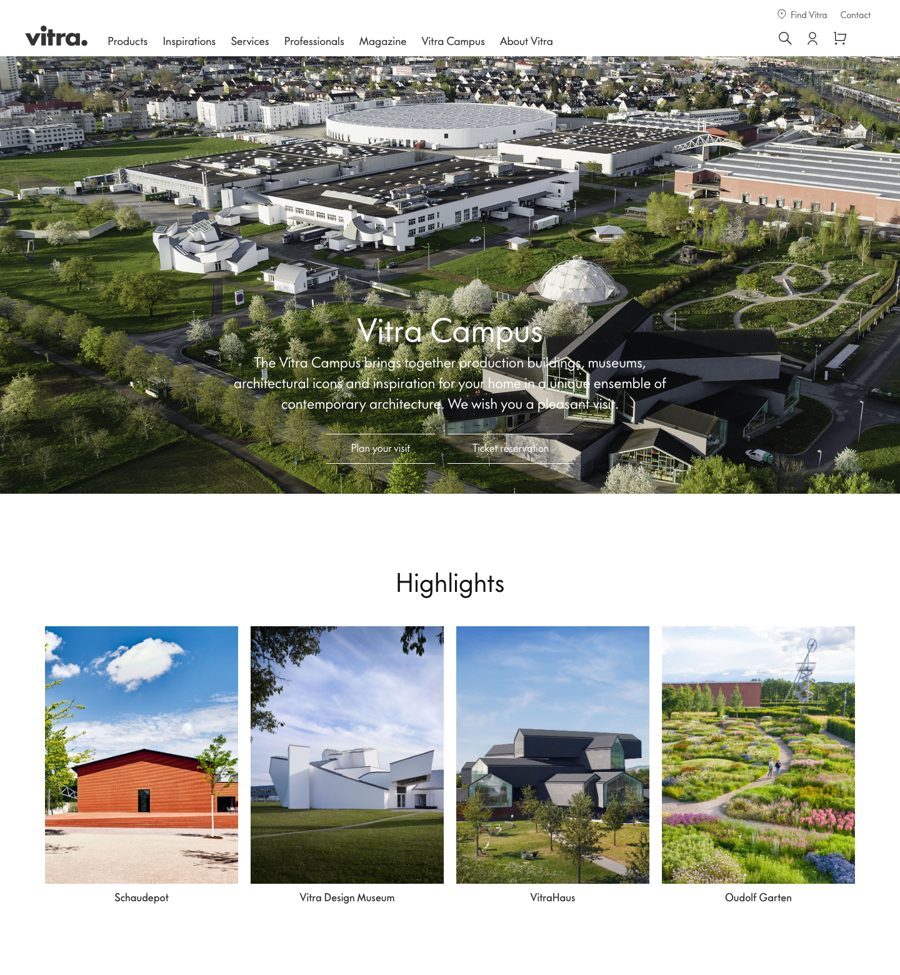 Find Vitra
Contact
vitra.
Products
Inspirations
Services
Professionals
Magazine
Vitra Campus
About Vitra
Vitra Campus
The Vitra Campus brings together production buildings, museums,
architectural icons and inspiration for your home in a unique ensemble of
contemporary architecture. We wish you a pleasant visit.
Plan your visit
Ticket reservation
Highlights
Schaudepot
Vitra Design Museum
VitraHaus
Oudolf Garten